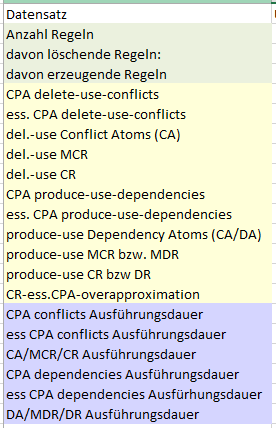 Datensatz
Anzahl Regeln
davon löschende Regeln:
davon erzeugende Regeln
CPA delete-use-conflicts
ess. CPA delete-use-conflicts
del.-use Conflict Atoms (CA)
del.-use MCR
del.-use CR
CPA produce-use-dependencies
ess. CPA produce-use-dependencies
produce-use Dependency Atoms (CA/DA)
produce-use MCR bzw. MDR
produce-use CR bzw DR
CR-ess.CPA-overapproximation
CPA conflicts Ausführungsdauer
ess CPA conflicts Ausführungsdauer
CA/MCR/CR Ausführungsdauer
CPA dependencies Ausführungsdauer
ess CPA dependencies Ausfürhungsdauer
DA/MDR/DR Ausführungsdauer